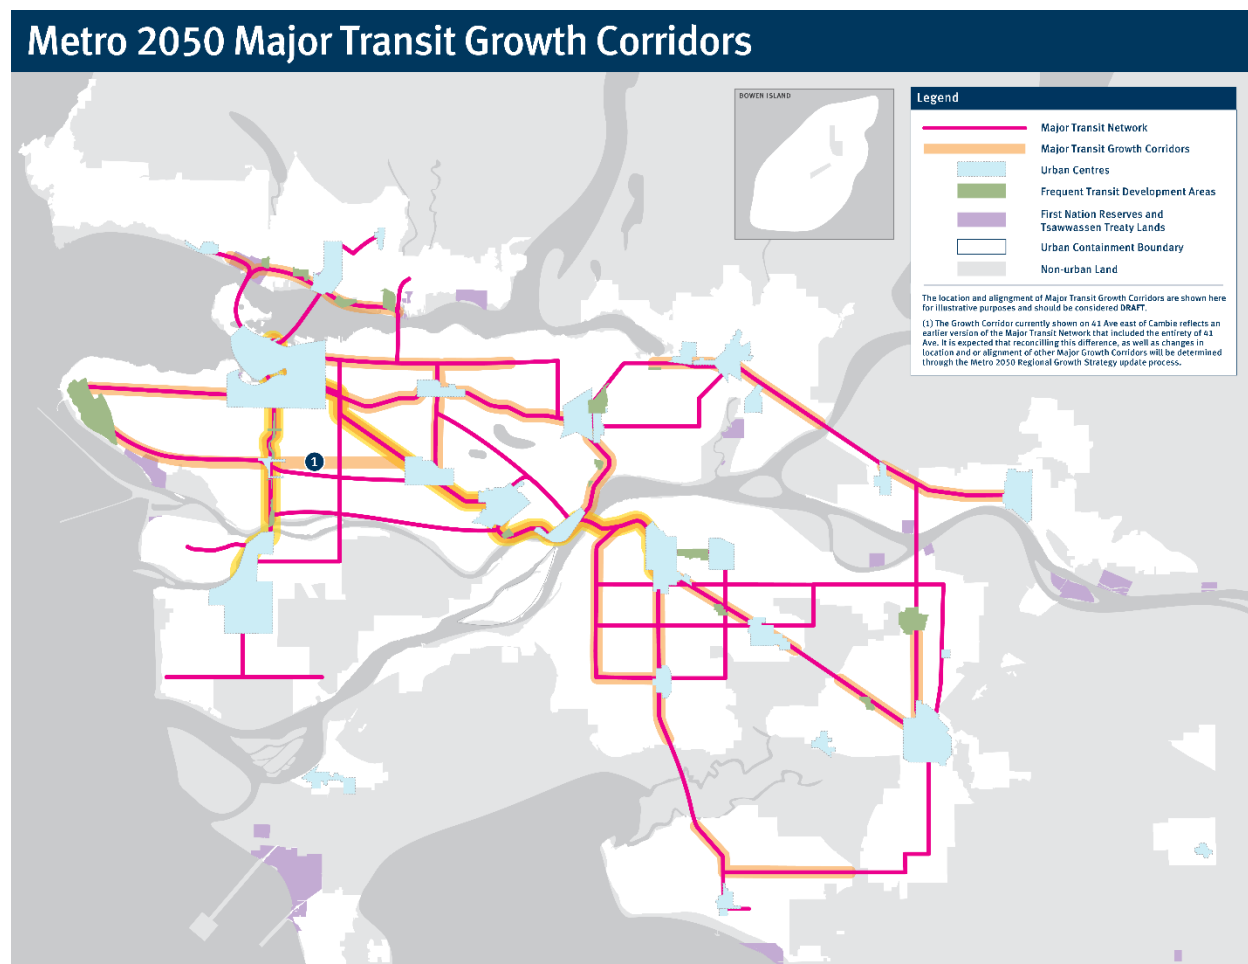 Metro 2050 Major Transit Growth Corridors
BOWEN ISLAND
Legend
Major Transit Network
Major Transit Growth Corridors
Urban Centres
Frequent Transit Development Areas
First Nation Reserves and
Tsawwassen Treaty Lands
Urban Containment Boundary
Non-urban Land
The location and aligngment of Major Transit Growth Corridors are shown here
for illustrative purposes and should be considered DRAFT.
(1) The Growth Corridor currently shown on 41 Ave east of Cambie reflects an
earlier version of the Major Transit Network that included the entirety of 41
Ave. It is expected that reconciling this difference, as well as changes in
location and or alignment of other Major Growth Corridors will be determined
through the Metro 2050 Regional Growth Strategy update process.
1